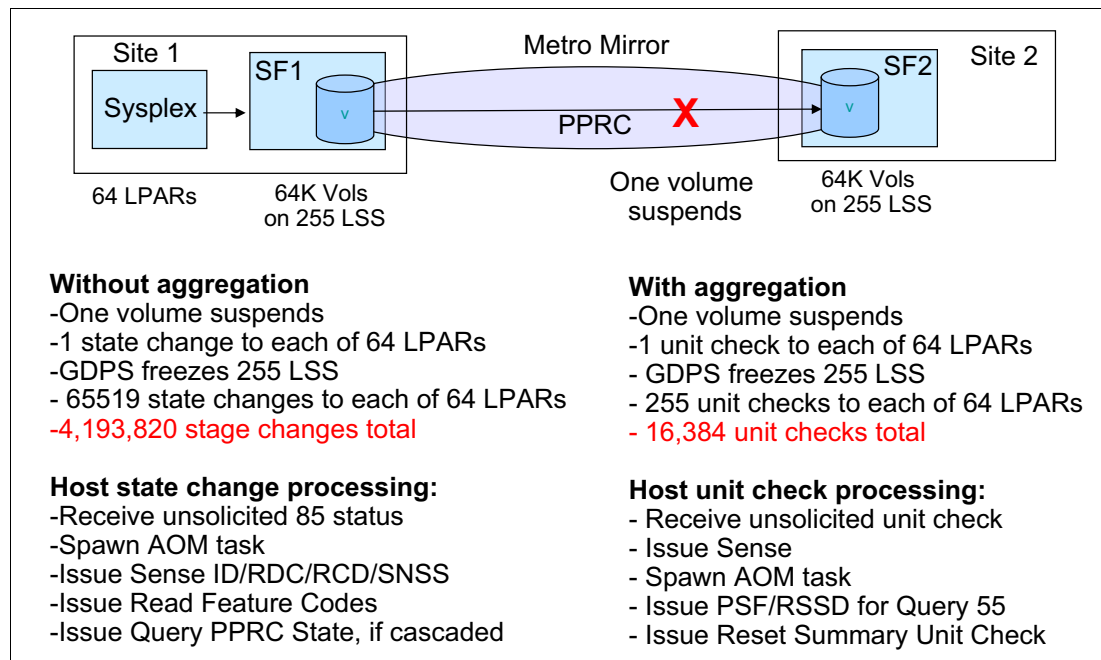 Site 1
Sysplex
SF1
v
Metro Mirror
PPRC
X
SF2
v
Site 2
64 LPARs
64K Vols
on 255 LSS
One volume
suspends
64K Vols
on 255 LSS
Without aggregation
-One volume suspends
-1 state change to each of 64 LPARs
-GDPS freezes 255 LSS
- 65519 state changes to each of 64 LPARs
-4,193,820 stage changes total
Host state change processing:
-Receive unsolicited 85 status
-Spawn AOM task
-Issue Sense ID/RDC/RCD/SNSS
-Issue Read Feature Codes
-Issue Query PPRC State, if cascaded
With aggregation
-One volume suspends
-1 unit check to each of 64 LPARs
- GDPS freezes 255 LSS
- 255 unit checks to each of 64 LPARs
- 16,384 unit checks total
Host unit check processing:
- Receive unsolicited unit check
- Issue Sense
- Spawn AOM task
- Issue PSF/RSSD for Query 55
- Issue Reset Summary Unit Check